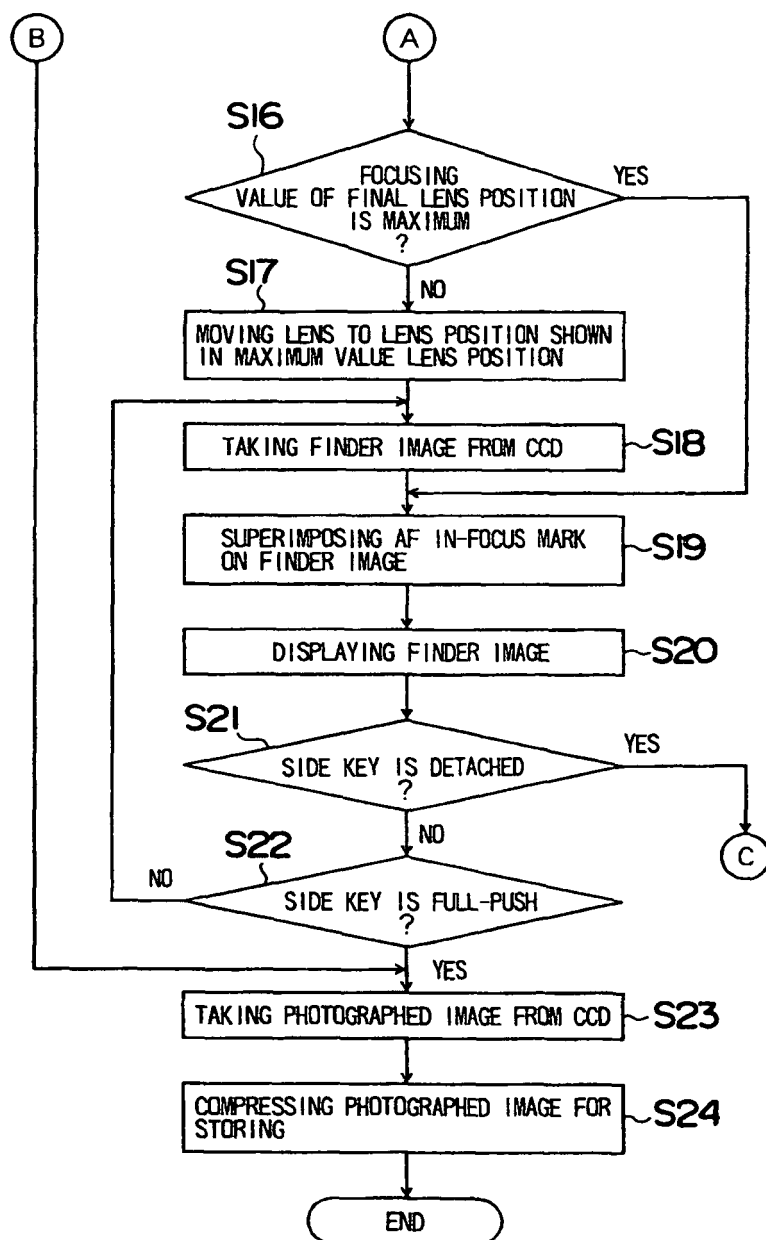 B
A
S16
FOCUSING
VALUE OF FINAL LENS POSITION
IS MAXIMUM
?
YES
NO
S17
MOVING LENS TO LENS POSITION SHOWN
IN MAXIMUM VALUE LENS POSITION
TAKING FINDER IMAGE FROM CCD
S18
SUPERIMPOSING AF IN-FOCUS MARK
ON FINDER IMAGE
S19
DISPLAYING FINDER IMAGE
S20
S21
SIDE KEY IS DETACHED
?
YES
NO
C
S22
NO
SIDE KEY IS FULL-PUSH
?
YES
TAKING PHOTOGRAPHED IMAGE FROM CCD
S23
COMPRESSING PHOTOGRAPHED IMAGE FOR
STORING
S24
END